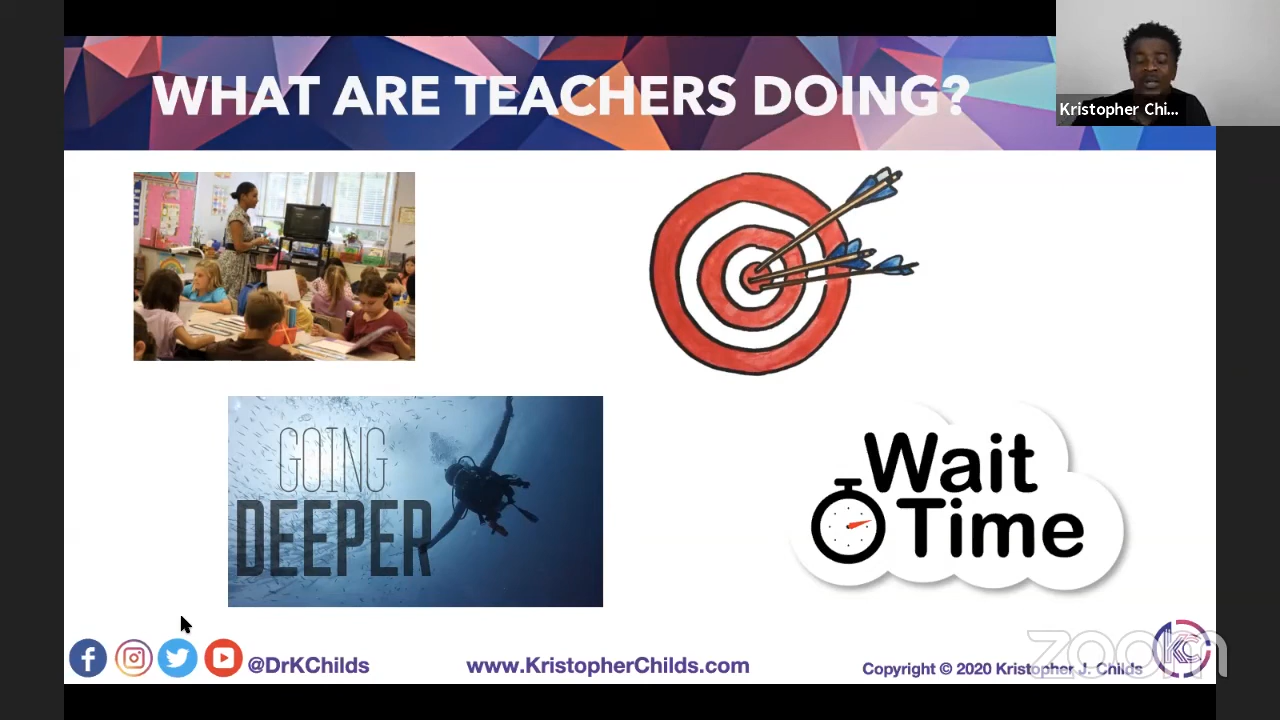 WHAT ARE TEACHERS DOING?
Kristopher Chi...
GOING
DEEPER
Wait
Time
@DrKChilds
www.KristopherChilds.com
Copyright © 2020 Kristopher J. Childs
KC
zoom